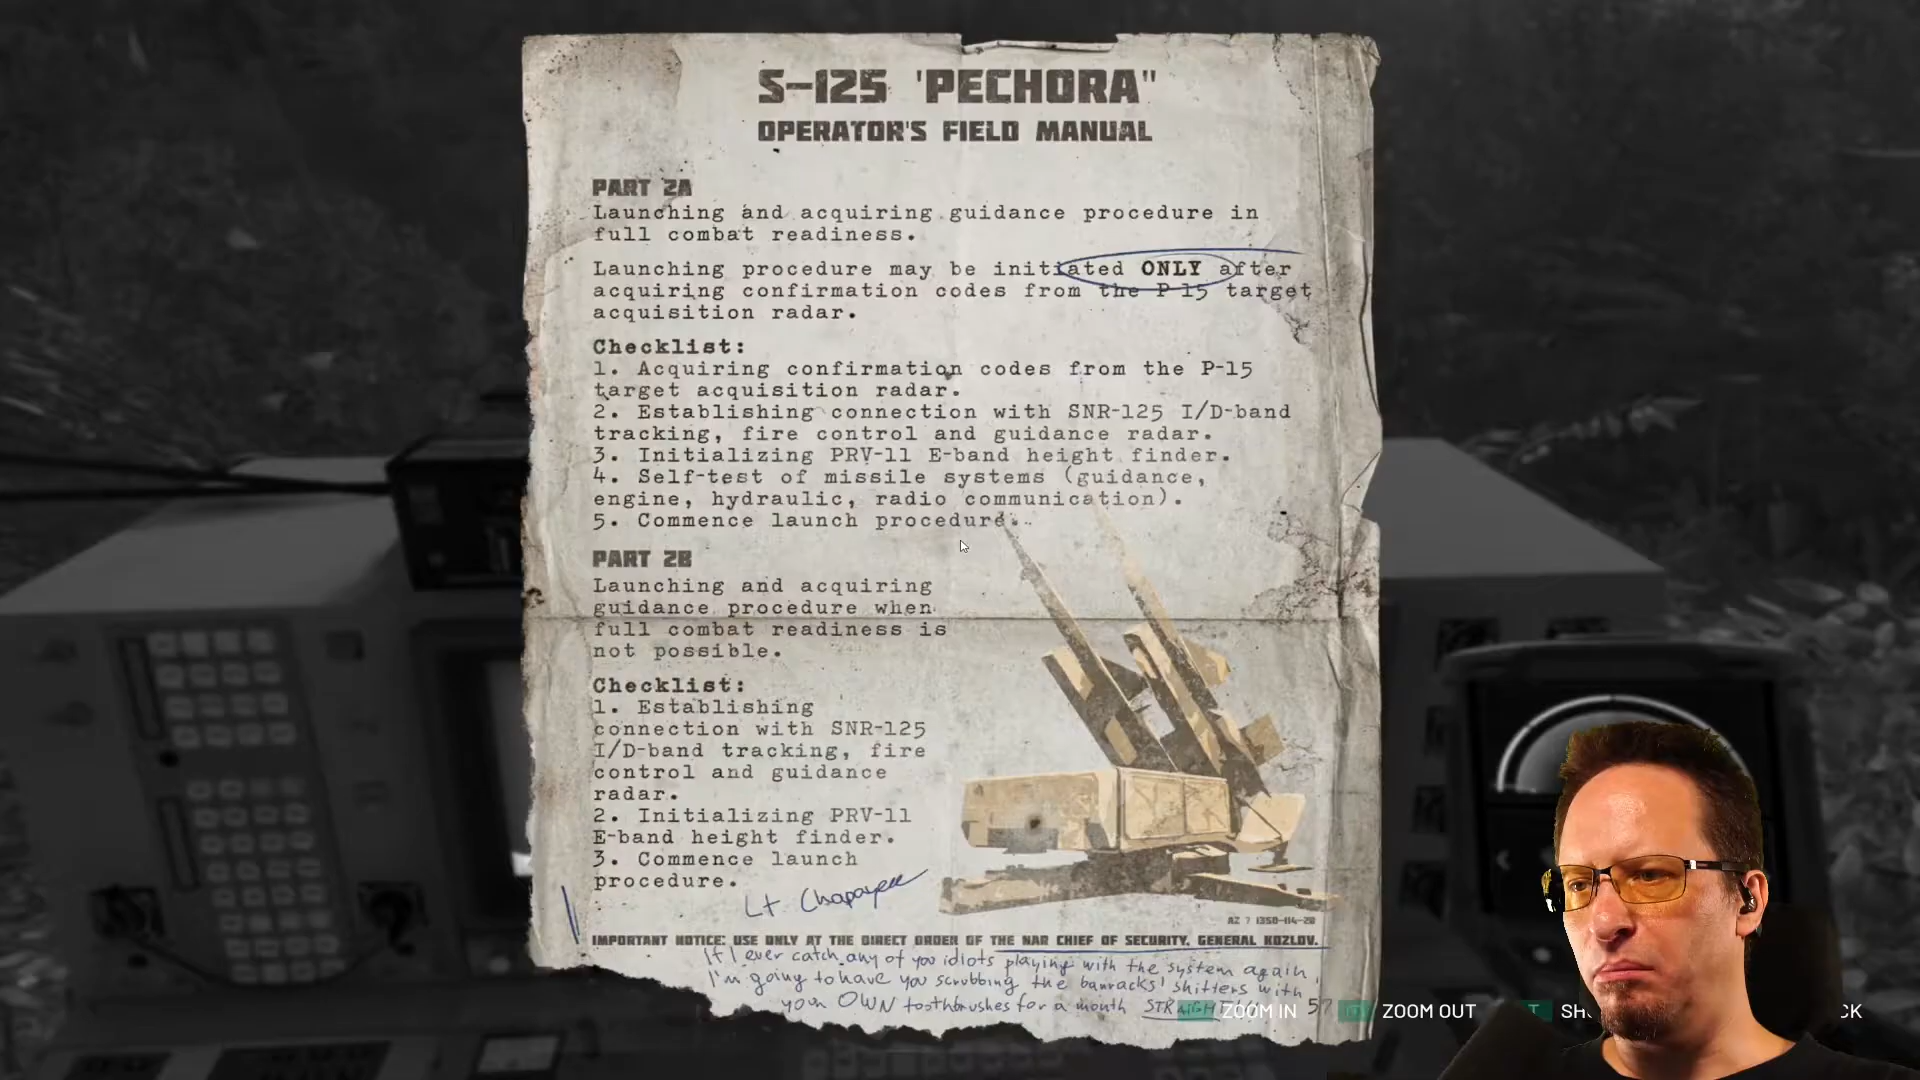 S-125 'PECHORA"
OPERATOR'S FIELD MANUAL
PART 2A
Launching and acquiring guidance procedure in
full combat readiness.
Launching procedure may be initiated ONLY after
acquiring confirmation codes from the P-15 target
acquisition radar.
Checklist:
1. Acquiring confirmation codes from the P-15
target acquisition radar.
2. Establishing connection with SNR-125 I/D-band
tracking, fire control and guidance radar.
3. Initializing PRV-11 E-band height finder.
4. Self-test of missile systems (guidance,
engine, hydraulic, radio communication).
5. Commence launch procedure.
PART 2B
Launching and acquiring
guidance procedure when
full combat readiness is
not possible.
Checklist:
1. Establishing
connection with SNR-125
I/D-band tracking, fire
control and guidance
radar.
2. Initializing PRV-11
E-band height finder.
3. Commence launch
procedure.
Lt
AZ 7 1350-114-20
IMPORTANT NOTICE: USE ONLY AT THE DIRECT ORDER OF THE NAR CHIEF OF SECURITY, GENERAL KOZLOV.
If I ever catch any of you idiots playing with the system again,
I'm going to have you scrubbing the barracks' shitters with
your OWN toothbrushes for a month
ZOOM IN ZOOM OUT